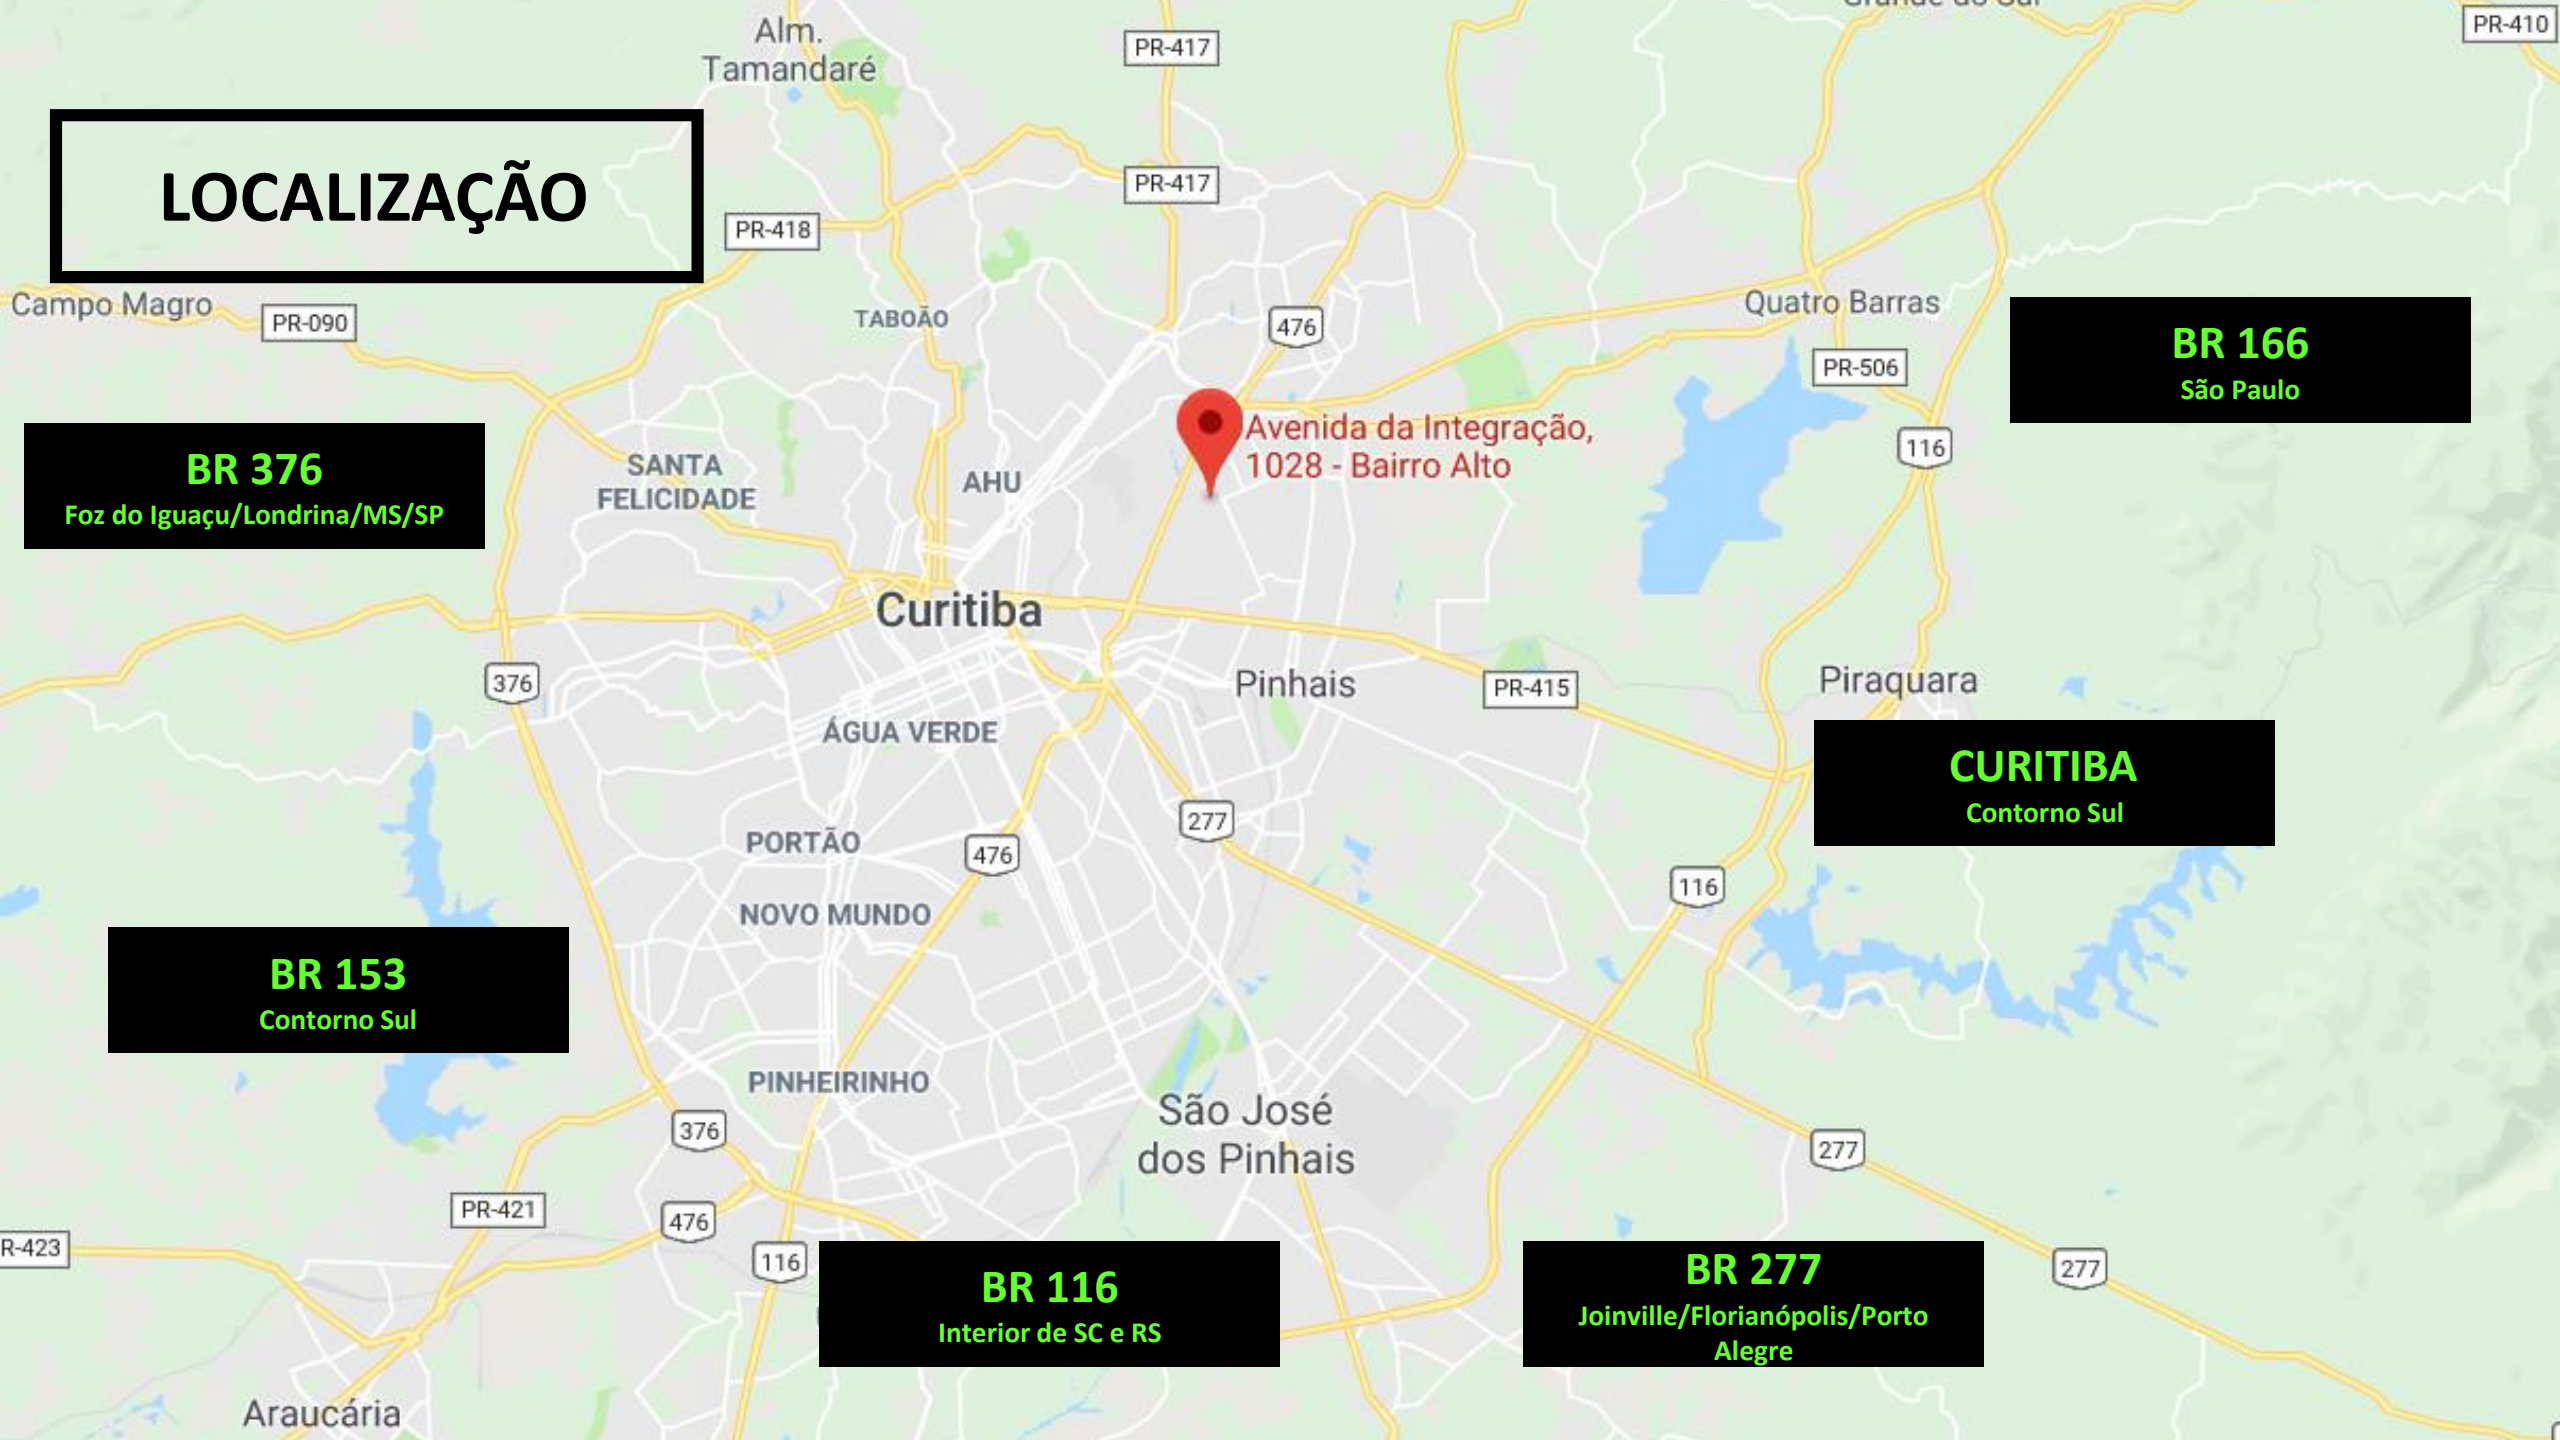 Alm.
Tamandaré
PR-417
PR-410
LOCALIZAÇÃO
PR-417
PR-418
Campo Magro
PR-090
TABOÃO
476
Quatro Barras
PR-506
BR 166
São Paulo
BR 376
Foz do Iguaçu/Londrina/MS/SP
SANTA
FELICIDADE
AHU
Avenida da Integração,
1028 - Bairro Alto
116
Curitiba
376
Pinhais
PR-415
Piraquara
ÁGUA VERDE
CURITIBA
Contorno Sul
PORTÃO
476
277
116
NOVO MUNDO
BR 153
Contorno Sul
PINHEIRINHO
São José
dos Pinhais
376
277
PR-421
476
R-423
116
BR 116
Interior de SC e RS
BR 277
Joinville/Florianópolis/Porto
Alegre
277
Araucária